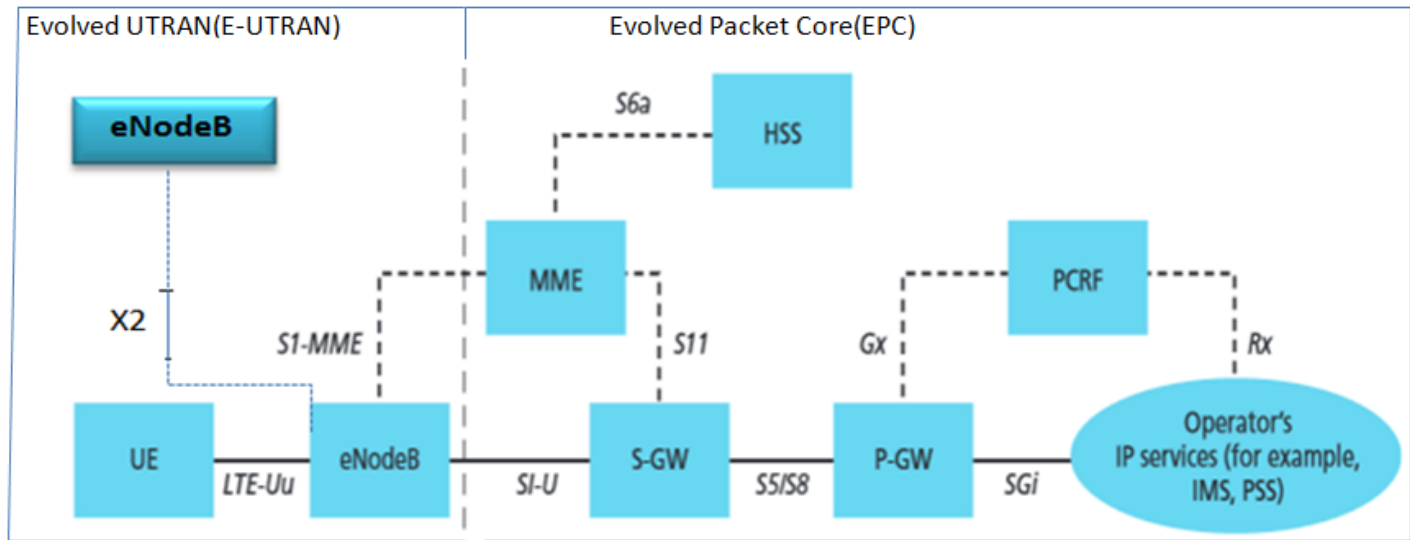 Evolved UTRAN(E-UTRAN)
Evolved Packet Core(EPC)
eNodeB
S6a
HSS
MME
PCRF
X2
S1-MME
S11
Gx
Rx
UE
LTE-Uu
eNodeB
SI-U
S-GW
S5/S8
P-GW
SGi
Operator's
IP services (for example,
IMS, PSS)